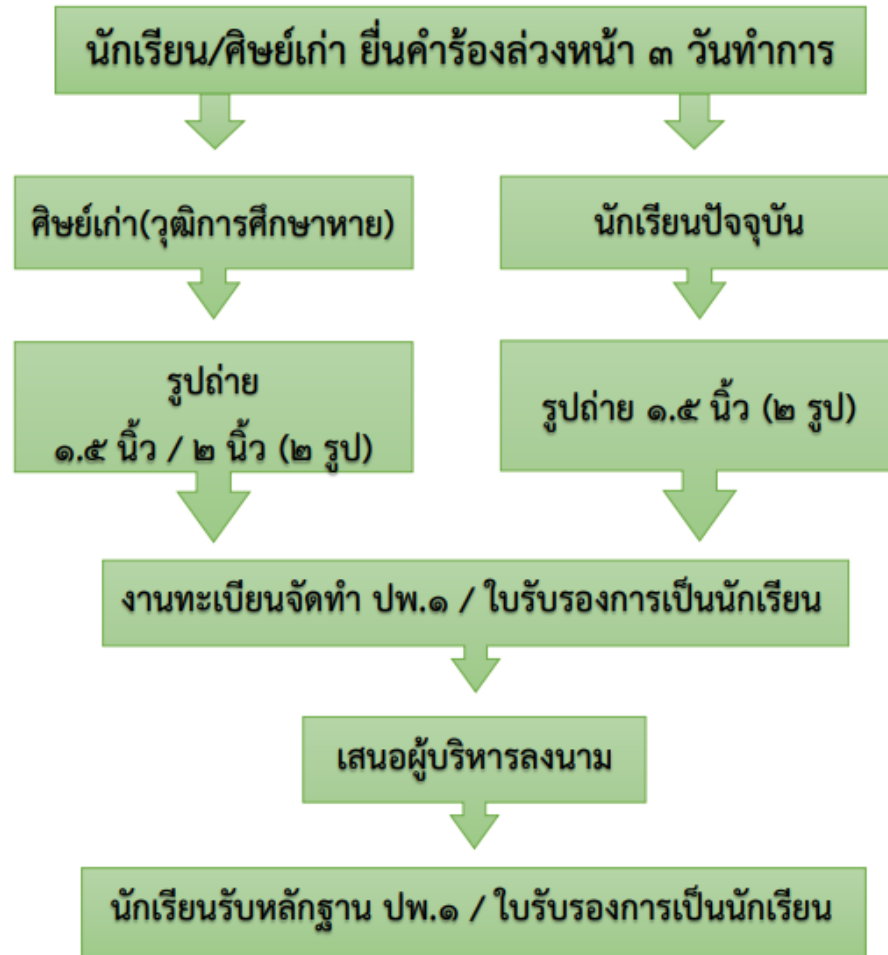 นักเรียน/ศิษย์เก่า ยื่นคำร้องล่วงหน้า ๓ วันทำการ
ศิษย์เก่า(วุฒิการศึกษาหาย)
นักเรียนปัจจุบัน
รูปถ่าย
๑.๕ นิ้ว / ๒ นิ้ว (๒ รูป)
รูปถ่าย ๑.๕ นิ้ว (๒ รูป)
งานทะเบียนจัดทำ ปพ.๑ / ใบรับรองการเป็นนักเรียน
เสนอผู้บริหารลงนาม
นักเรียนรับหลักฐาน ปพ.๑ / ใบรับรองการเป็นนักเรียน